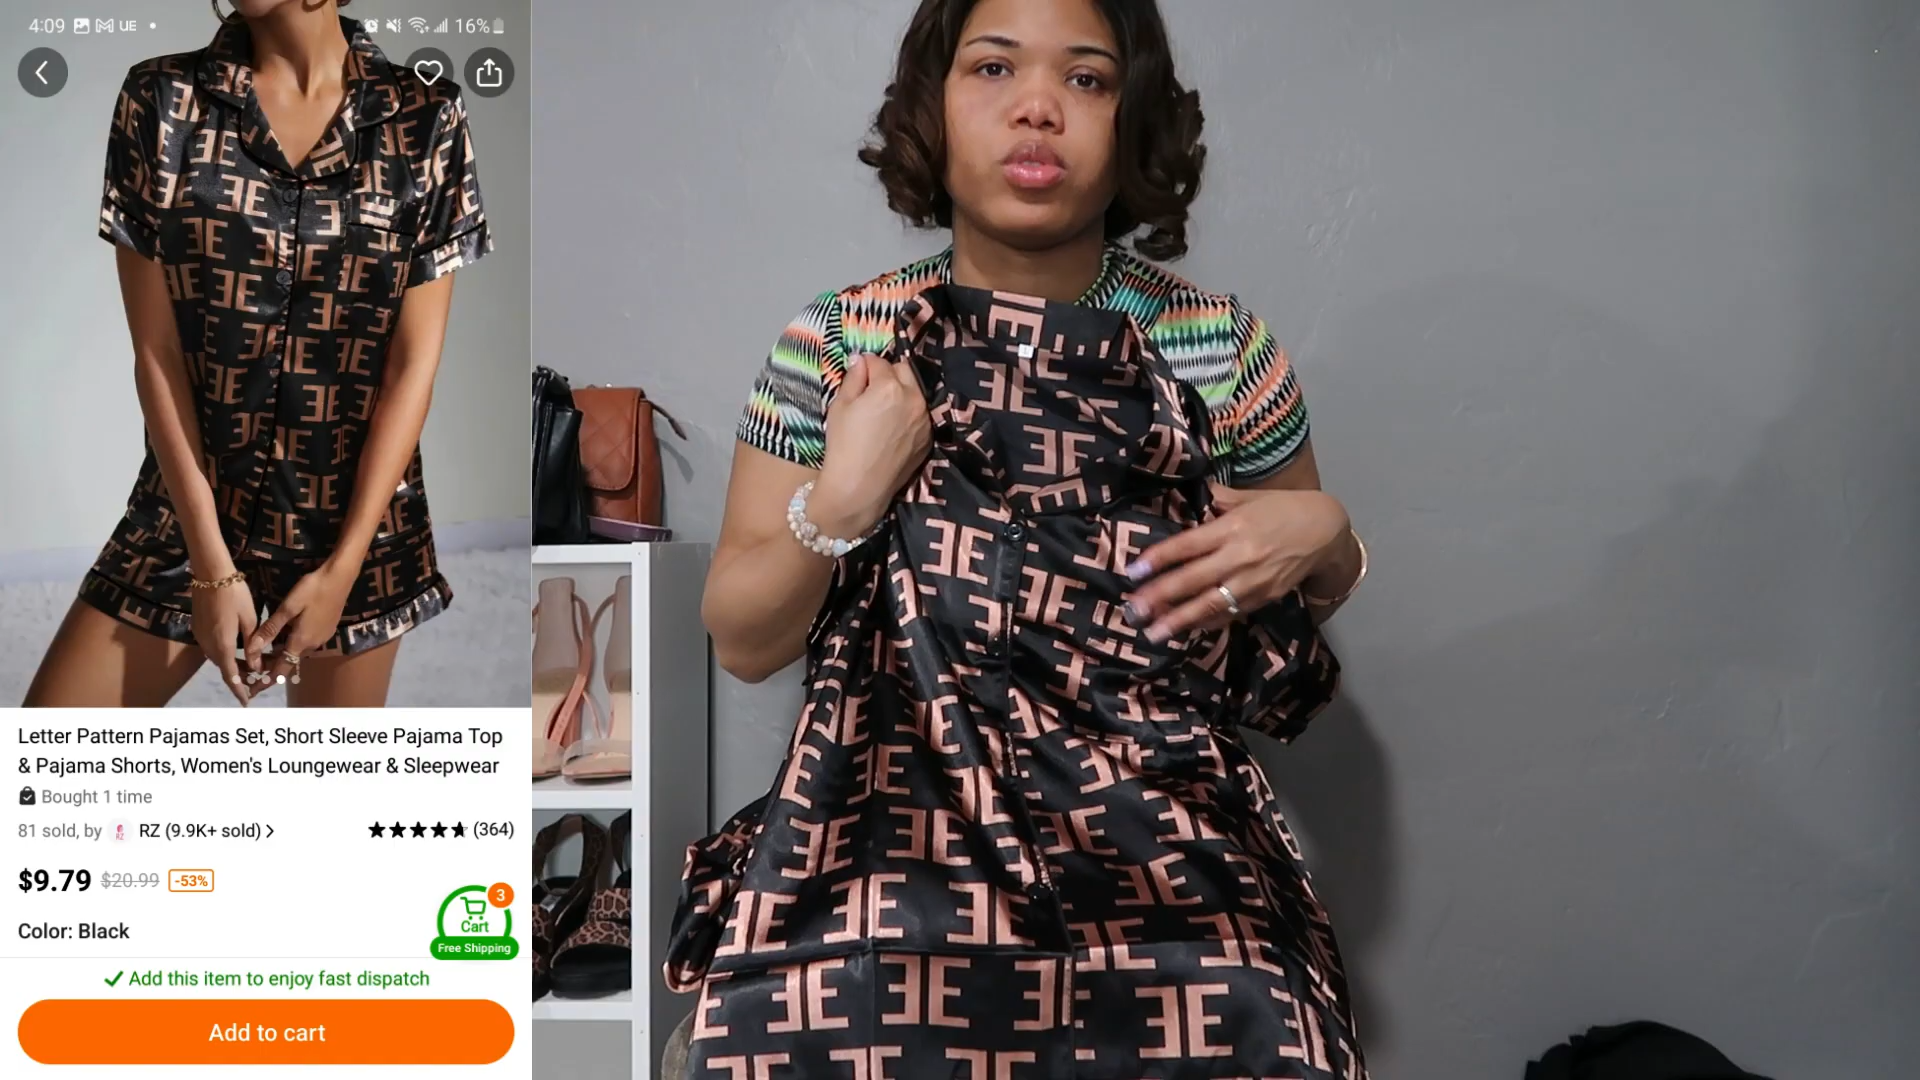 4:09 UE 16%
Letter Pattern Pajamas Set, Short Sleeve Pajama Top
& Pajama Shorts, Women's Loungewear & Sleepwear
Bought 1 time
81 sold, by RZ (9.9K+ sold) (364)
$9.79 $20.99 -53%
3
Cart
Free Shipping
Color: Black
Add this item to enjoy fast dispatch
Add to cart